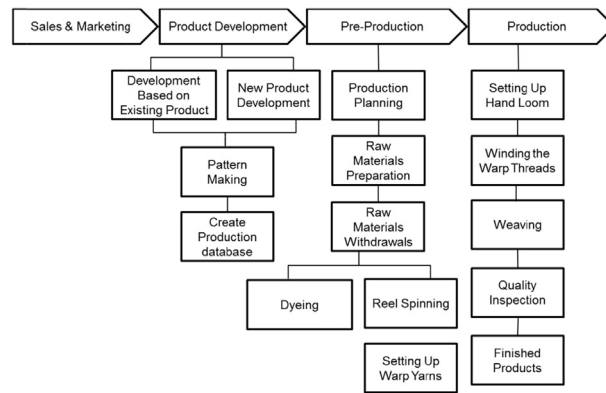 Sales & Marketing
Product Development
Pre-Production
Production
Development
Based on
Existing Product
New Product
Development
Pattern
Making
Create
Production
database
Production
Planning
Raw
Materials
Preparation
Raw
Materials
Withdrawals
Dyeing
Reel Spinning
Setting Up
Warp Yarns
Setting Up
Hand Loom
Winding the
Warp Threads
Weaving
Quality
Inspection
Finished
Products